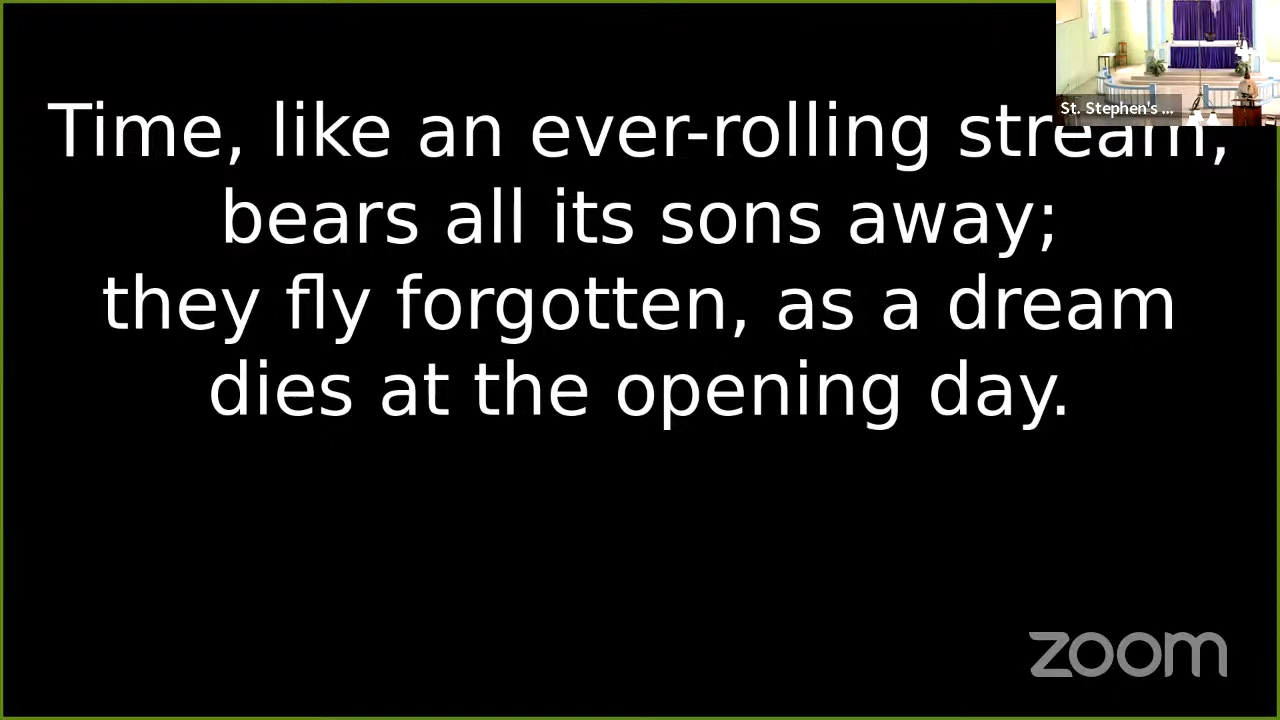 St. Stephen's ...
Time, like an ever-rolling stream,
bears all its sons away;
they fly forgotten, as a dream
dies at the opening day.
zoom